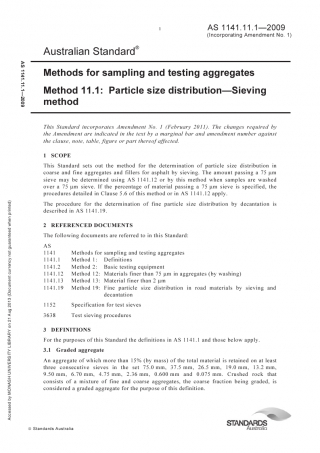 1
AS 1141.11.1—2009
(Incorporating Amendment No. 1)
Australian Standard®
Methods for sampling and testing aggregates
Method 11.1: Particle size distribution—Sieving
method
This Standard incorporates Amendment No. 1 (February 2011). The changes required by
the Amendment are indicated in the text by a marginal bar and amendment number against
the clause, note, table, figure or part thereof affected.
1 SCOPE
This Standard sets out the method for the determination of particle size distribution in
coarse and fine aggregates and fillers for asphalt by sieving. The amount passing a 75 µm
sieve may be determined using AS 1141.12 or by this method when samples are washed
over a 75 µm sieve. If the percentage of material passing a 75 µm sieve is specified, the
procedures detailed in Clause 5.6 of this method or in AS 1141.12 apply.
The procedure for the determination of fine particle size distribution by decantation is
described in AS 1141.19.
2 REFERENCED DOCUMENTS
The following documents are referred to in this Standard:
AS
1141 Methods for sampling and testing aggregates
1141.1 Method 1: Definitions
1141.2 Method 2: Basic testing equipment
1141.12 Method 12: Materials finer than 75 µm in aggregates (by washing)
1141.13 Method 13: Material finer than 2 µm
1141.19 Method 19: Fine particle size distribution in road materials by sieving and
decantation
1152 Specification for test sieves
3638 Test sieving procedures
3 DEFINITIONS
For the purposes of this Standard the definitions in AS 1141.1 and those below apply.
3.1 Graded aggregate
An aggregate of which more than 15% (by mass) of the total material is retained on at least
three consecutive sieves in the set 75.0 mm, 37.5 mm, 26.5 mm, 19.0 mm, 13.2 mm,
9.50 mm, 6.70 mm, 4.75 mm, 2.36 mm, 0.600 mm and 0.075 mm. Crushed rock that
consists of a mixture of fine and coarse aggregates, the coarse fraction being graded, is
considered a graded aggregate for the purpose of this definition.
© Standards Australia
STANDARDS
Australia
AS 1141.11.1—2009
Accessed by MONASH UNIVERSITY LIBRARY on 21 Aug 2012 (Document currency not guaranteed when printed)